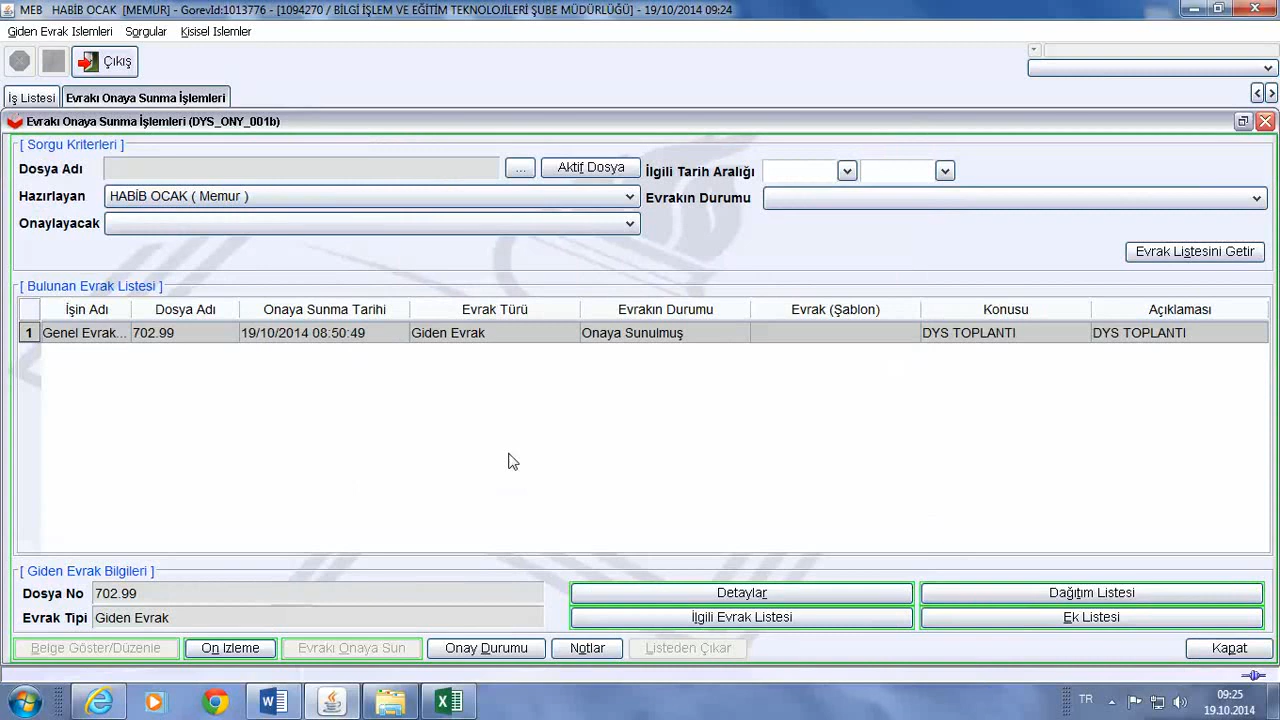 MEB HABİB OCAK [MEMUR] - GorevId:1013776 - [1094270 / BİLGİ İŞLEM VE EĞİTİM TEKNOLOJİLERİ ŞUBE MÜDÜRLÜĞÜ] - 19/10/2014 09:24
Giden Evrak Islemleri Sorgular Kisisel Islemler
Çıkış
İş Listesi Evrakı Onaya Sunma İşlemleri
Evrakı Onaya Sunma İşlemleri (DYS_ONY_001b)
[ Sorgu Kriterleri ]
Dosya Adı ... Aktif Dosya İlgili Tarih Aralığı
Hazırlayan HABİB OCAK ( Memur ) Evrakın Durumu
Onaylayacak
Evrak Listesini Getir
[ Bulunan Evrak Listesi ]
İşin Adı Dosya Adı Onaya Sunma Tarihi Evrak Türü Evrakın Durumu Evrak (Şablon) Konusu Açıklaması
1 Genel Evrak... 702.99 19/10/2014 08:50:49 Giden Evrak Onaya Sunulmuş DYS TOPLANTI DYS TOPLANTI
[ Giden Evrak Bilgileri ]
Dosya No 702.99 Detaylar Dağıtım Listesi
Evrak Tipi Giden Evrak İlgili Evrak Listesi Ek Listesi
Belge Göster/Düzenle Ön İzleme Evrakı Onaya Sun Onay Durumu Notlar Listeden Çıkar Kapat
TR 09:25
19.10.2014